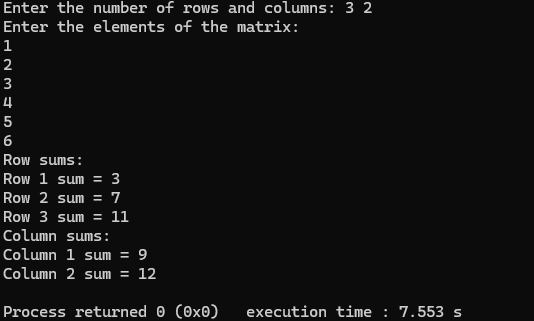 Enter the number of rows and columns: 3 2
Enter the elements of the matrix:
1
2
3
4
5
6
Row sums:
Row 1 sum = 3
Row 2 sum = 7
Row 3 sum = 11
Column sums:
Column 1 sum = 9
Column 2 sum = 12
Process returned 0 (0x0)   execution time : 7.553 s